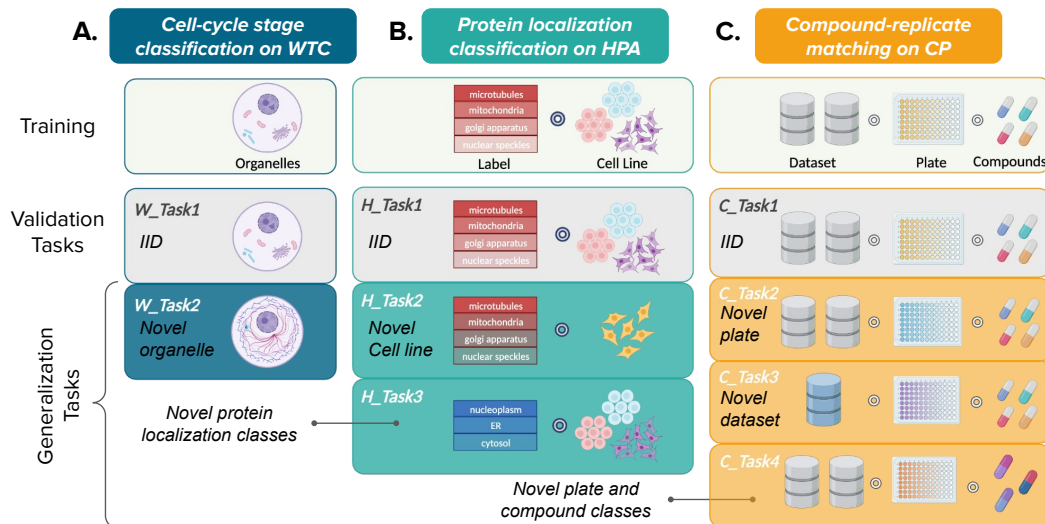 A.
Cell-cycle stage
classification on WTC
B.
Protein localization
classification on HPA
C.
Compound-replicate
matching on CP
Training
Organelles
microtubules
mitochondria
golgi apparatus
nuclear speckles
Label
Cell Line
Dataset
Plate
Compounds
Validation
Tasks
W_Task1
IID
H_Task1
IID
microtubules
mitochondria
golgi apparatus
nuclear speckles
C_Task1
IID
Generalization
Tasks
W_Task2
Novel
organelle
H_Task2
Novel
Cell line
microtubules
mitochondria
golgi apparatus
nuclear speckles
C_Task2
Novel
plate
Novel protein
localization classes
H_Task3
nucleoplasm
ER
cytosol
C_Task3
Novel
dataset
Novel plate and
compound classes
C_Task4